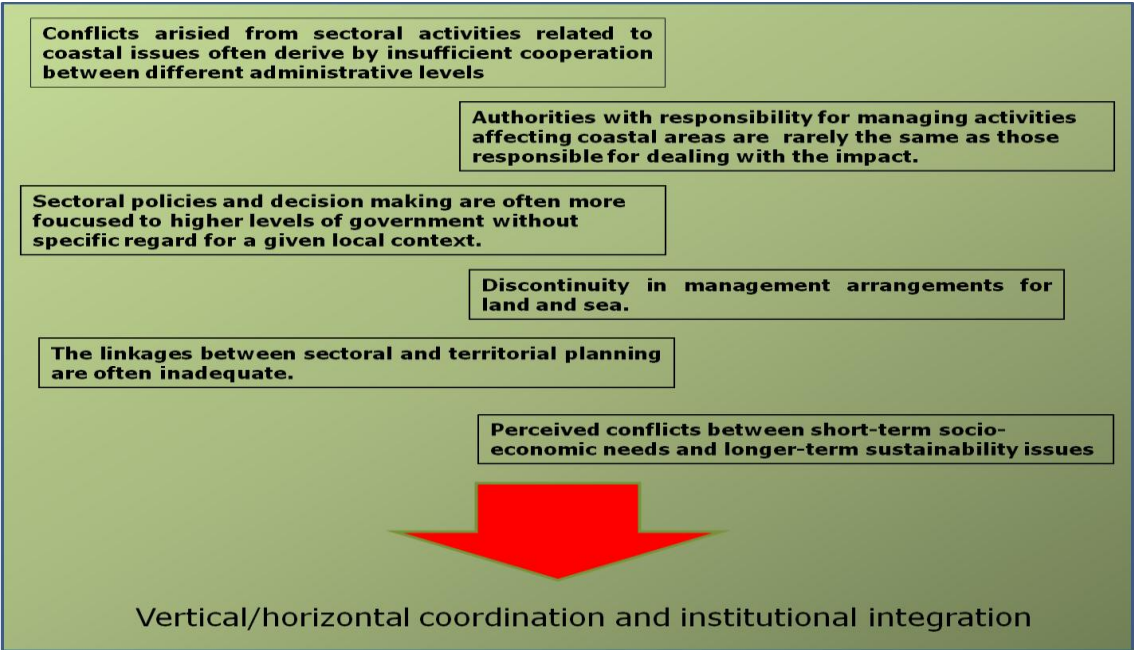 Conflicts arisied from sectoral activities related to
coastal issues often derive by insufficient cooperation
between different administrative levels
Authorities with responsibility for managing activities
affecting coastal areas are rarely the same as those
responsible for dealing with the impact.
Sectoral policies and decision making are often more
foucused to higher levels of government without
specific regard for a given local context.
Discontinuity in management arrangements for
land and sea.
The linkages between sectoral and territorial planning
are often inadequate.
Perceived conflicts between short-term socio-
economic needs and longer-term sustainability issues
Vertical/horizontal coordination and institutional integration